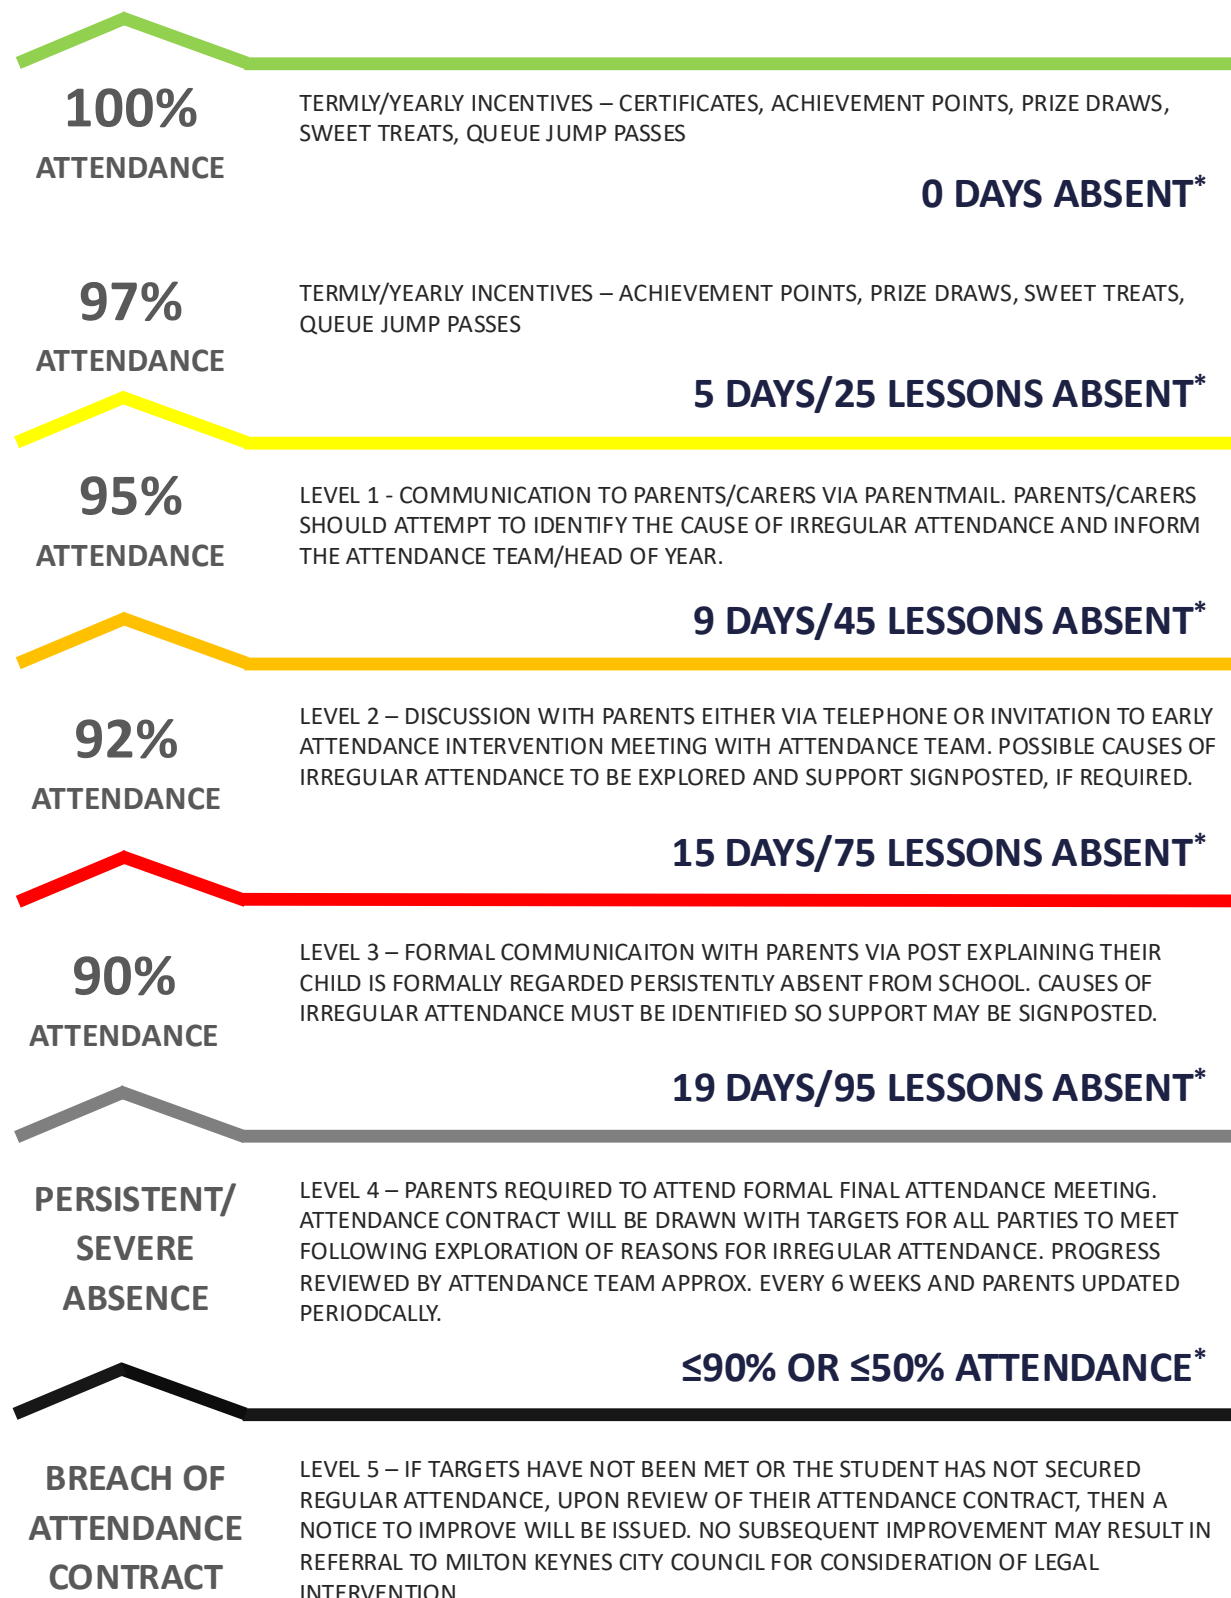 100%
ATTENDANCE
TERMLY/YEARLY INCENTIVES – CERTIFICATES, ACHIEVEMENT POINTS, PRIZE DRAWS,
SWEET TREATS, QUEUE JUMP PASSES
0 DAYS ABSENT*
97%
ATTENDANCE
TERMLY/YEARLY INCENTIVES – ACHIEVEMENT POINTS, PRIZE DRAWS, SWEET TREATS,
QUEUE JUMP PASSES
5 DAYS/25 LESSONS ABSENT*
95%
ATTENDANCE
LEVEL 1 - COMMUNICATION TO PARENTS/CARERS VIA PARENTMAIL. PARENTS/CARERS
SHOULD ATTEMPT TO IDENTIFY THE CAUSE OF IRREGULAR ATTENDANCE AND INFORM
THE ATTENDANCE TEAM/HEAD OF YEAR.
9 DAYS/45 LESSONS ABSENT*
92%
ATTENDANCE
LEVEL 2 – DISCUSSION WITH PARENTS EITHER VIA TELEPHONE OR INVITATION TO EARLY
ATTENDANCE INTERVENTION MEETING WITH ATTENDANCE TEAM. POSSIBLE CAUSES OF
IRREGULAR ATTENDANCE TO BE EXPLORED AND SUPPORT SIGNPOSTED, IF REQUIRED.
15 DAYS/75 LESSONS ABSENT*
90%
ATTENDANCE
LEVEL 3 – FORMAL COMMUNICAITON WITH PARENTS VIA POST EXPLAINING THEIR
CHILD IS FORMALLY REGARDED PERSISTENTLY ABSENT FROM SCHOOL. CAUSES OF
IRREGULAR ATTENDANCE MUST BE IDENTIFIED SO SUPPORT MAY BE SIGNPOSTED.
19 DAYS/95 LESSONS ABSENT*
PERSISTENT/
SEVERE
ABSENCE
LEVEL 4 – PARENTS REQUIRED TO ATTEND FORMAL FINAL ATTENDANCE MEETING.
ATTENDANCE CONTRACT WILL BE DRAWN WITH TARGETS FOR ALL PARTIES TO MEET
FOLLOWING EXPLORATION OF REASONS FOR IRREGULAR ATTENDANCE. PROGRESS
REVIEWED BY ATTENDANCE TEAM APPROX. EVERY 6 WEEKS AND PARENTS UPDATED
PERIODCALLY.
≤90% OR ≤50% ATTENDANCE*
BREACH OF
ATTENDANCE
CONTRACT
LEVEL 5 – IF TARGETS HAVE NOT BEEN MET OR THE STUDENT HAS NOT SECURED
REGULAR ATTENDANCE, UPON REVIEW OF THEIR ATTENDANCE CONTRACT, THEN A
NOTICE TO IMPROVE WILL BE ISSUED. NO SUBSEQUENT IMPROVEMENT MAY RESULT IN
REFERRAL TO MILTON KEYNES CITY COUNCIL FOR CONSIDERATION OF LEGAL
INTERVENTION